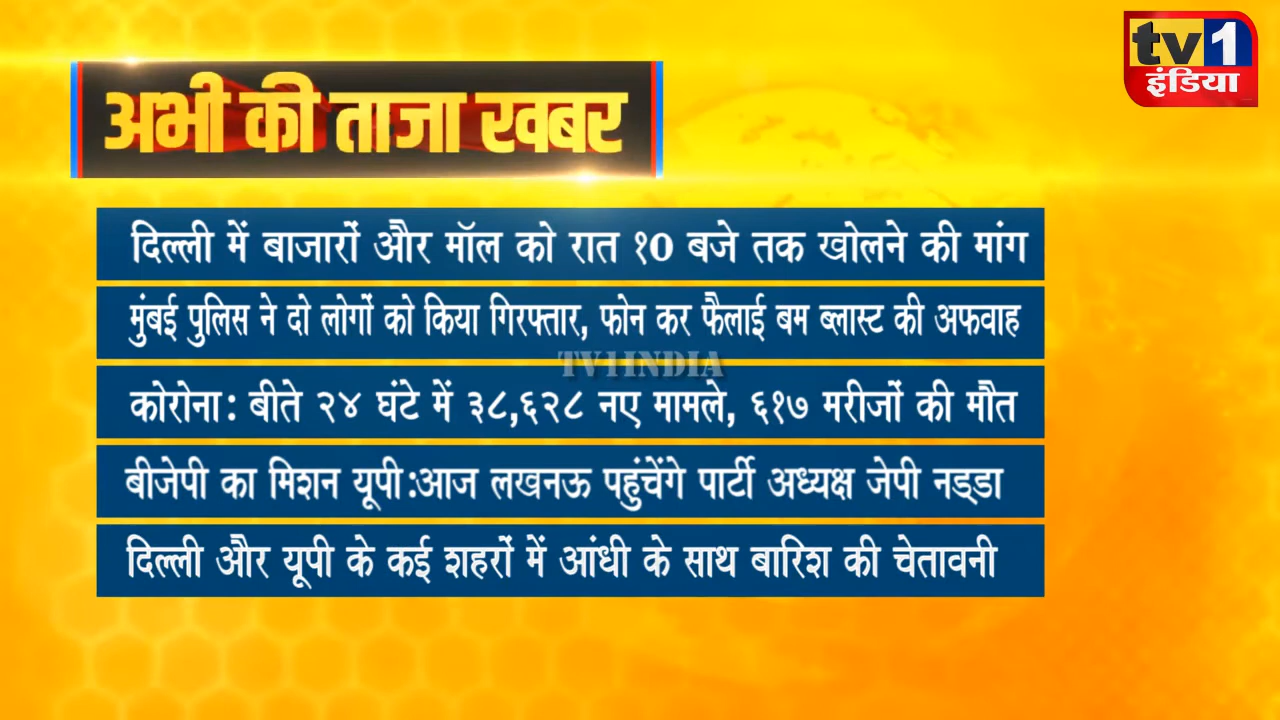 tv1
इंडिया
अभी की ताजा खबर
दिल्ली में बाजारों और मॉल को रात १0 बजे तक खोलने की मांग
मुंबई पुलिस ने दो लोगों को किया गिरफ्तार, फोन कर फैलाई बम ब्लास्ट की अफवाह
TV1INDIA
कोरोना: बीते २४ घंटे में ३८,६२८ नए मामले, ६१७ मरीजों की मौत
बीजेपी का मिशन यूपी:आज लखनऊ पहुंचेंगे पार्टी अध्यक्ष जेपी नड्डा
दिल्ली और यूपी के कई शहरों में आंधी के साथ बारिश की चेतावनी